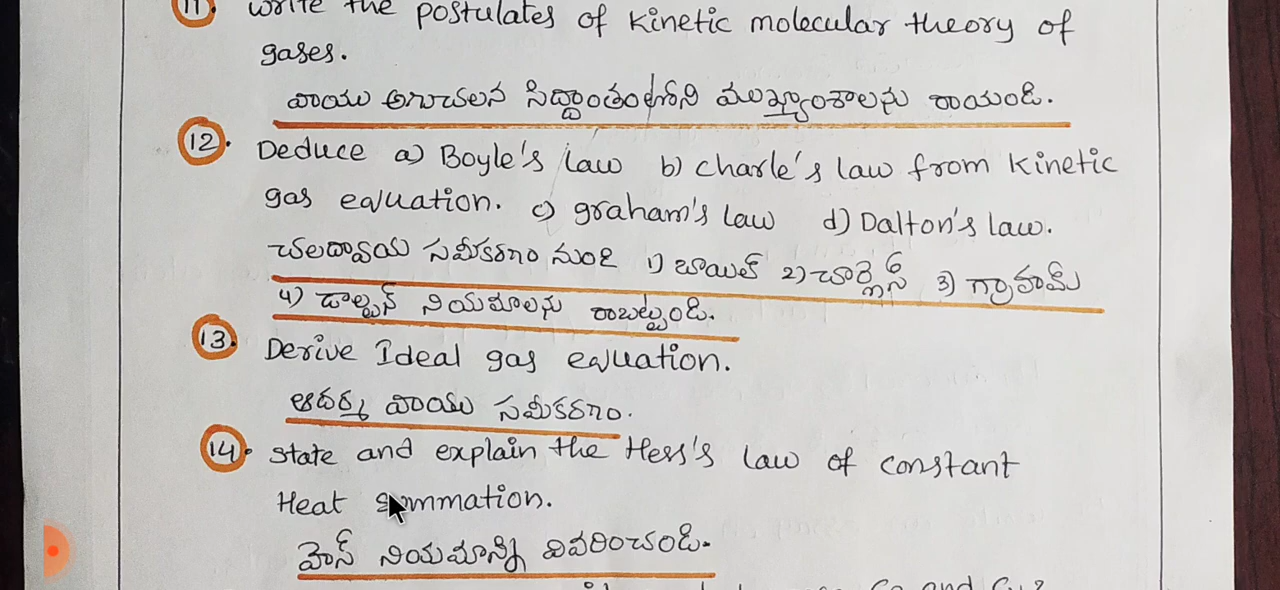 11. Write the postulates of kinetic molecular theory of
gases.
వాయు అణుచలన సిద్ధాంతంలోని ముఖ్యాంశాలను రాయండి.
12. Deduce a) Boyle's law b) charle's law from Kinetic
gas equation. c) graham's law d) Dalton's law.
చలద్వాయు సమీకరణం నుండి 1) బాయిల్ 2) చార్లెస్ 3) గ్రాహమ్
4) డాల్టన్ నియమాలను రాబట్టండి.
13. Derive Ideal gas equation.
ఆదర్శ వాయు సమీకరణం.
14. State and explain the Hess's law of constant
Heat summation.
హెస్ నియమాన్ని వివరించండి.